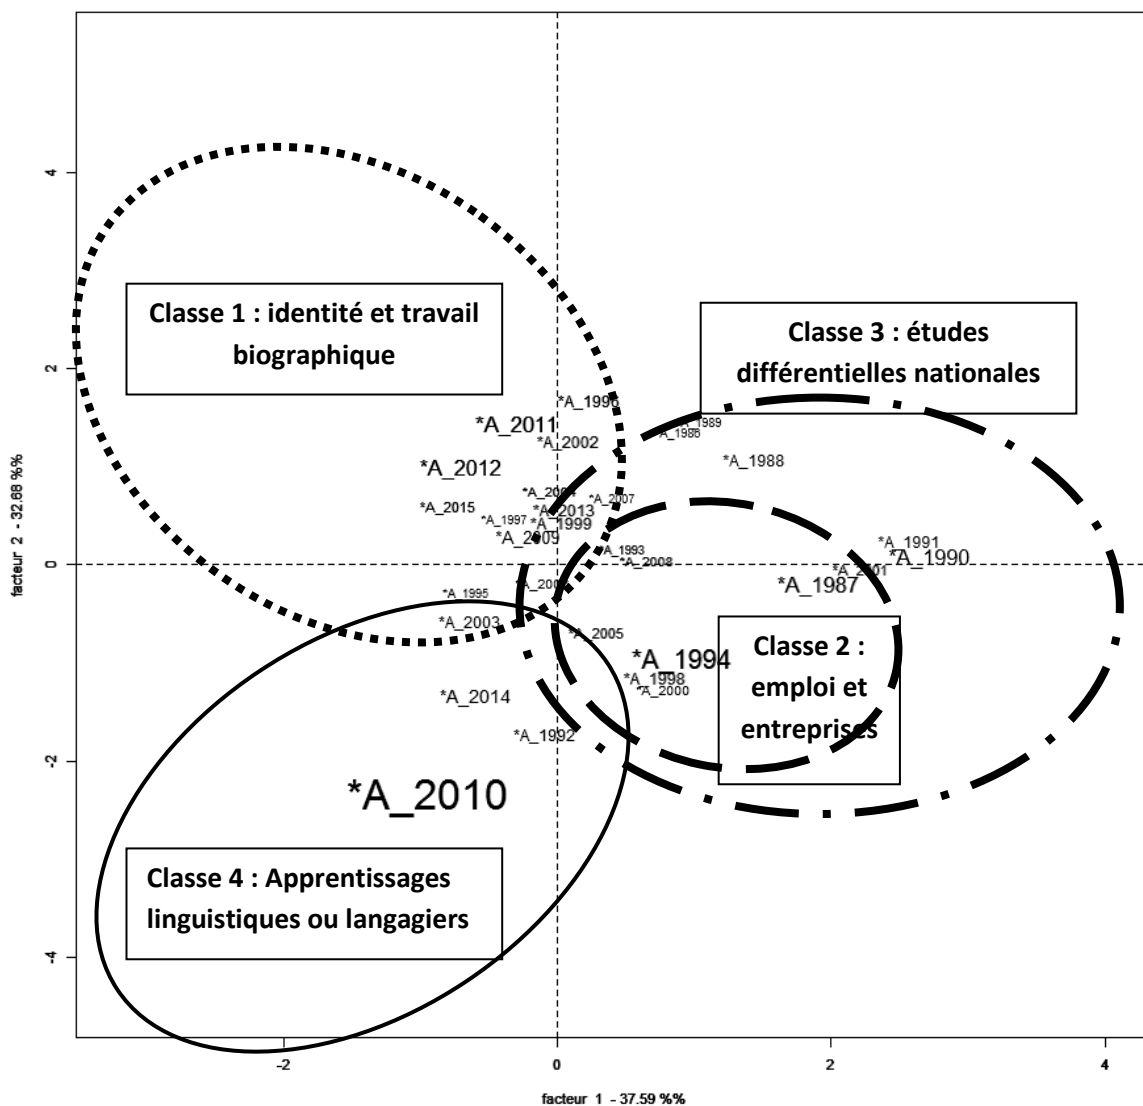 4
Classe 1 : identité et travail
biographique
Classe 3 : études
différentielles nationales
2
*A_1996
*A_2011
*A_1989
*A_1986
*A_2002
*A_1988
*A_2012
*A_2004
*A_2007
*A_2015
*A_2013
*A_1997
*A_1999
*A_2009
*A_1991
*A_1993
*A_1990
*A_2008
0
*A_1987
*A_1995
*A_2003
*A_2005
Classe 2 :
emploi et
entreprises
*A_1994
*A_1998
*A_2000
*A_2014
*A_1992
-2
*A_2010
Classe 4 : Apprentissages
linguistiques ou langagiers
-4
facteur 2 - 32.68 %%
-2
0
2
4
facteur 1 - 37.59 %%